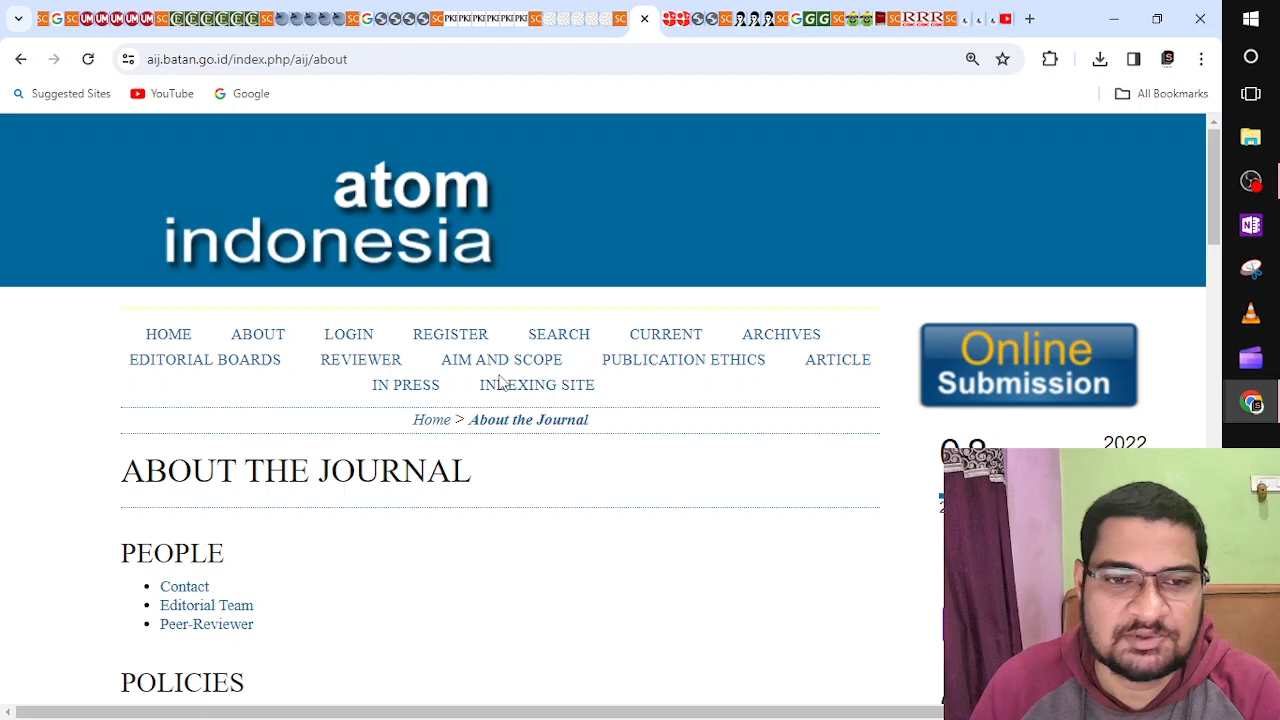 aij.batan.go.id/index.php/aij/about
Suggested Sites
YouTube
Google
All Bookmarks
atom
indonesia
HOME ABOUT LOGIN REGISTER SEARCH CURRENT ARCHIVES
EDITORIAL BOARDS REVIEWER AIM AND SCOPE PUBLICATION ETHICS ARTICLE
IN PRESS INDEXING SITE
Home > About the Journal
Online
Submission
2022
ABOUT THE JOURNAL
PEOPLE
Contact
Editorial Team
Peer-Reviewer
POLICIES